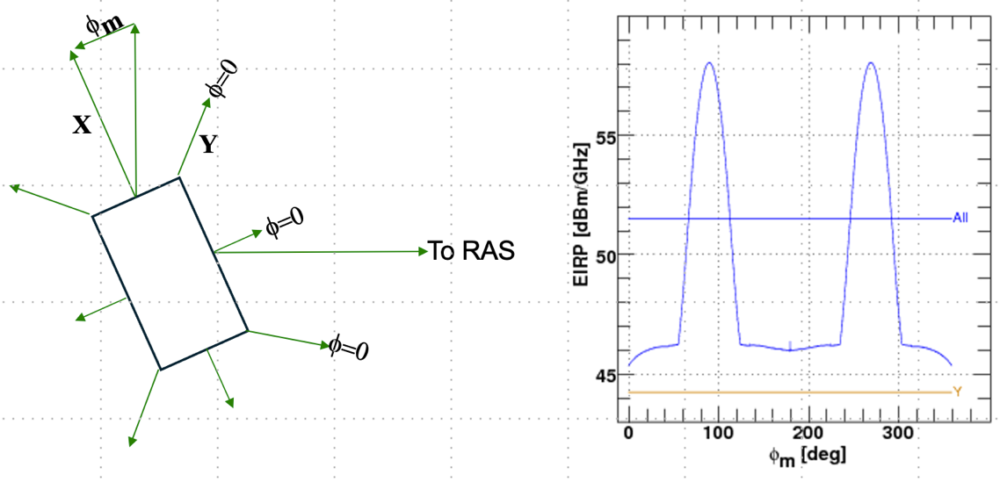 ϕm
ϕ=0
X
Y
ϕ=0
To RAS
ϕ=0
EIRP [dBm/GHz]
55
50
45
All
Y
0 100 200 300
ϕm [deg]